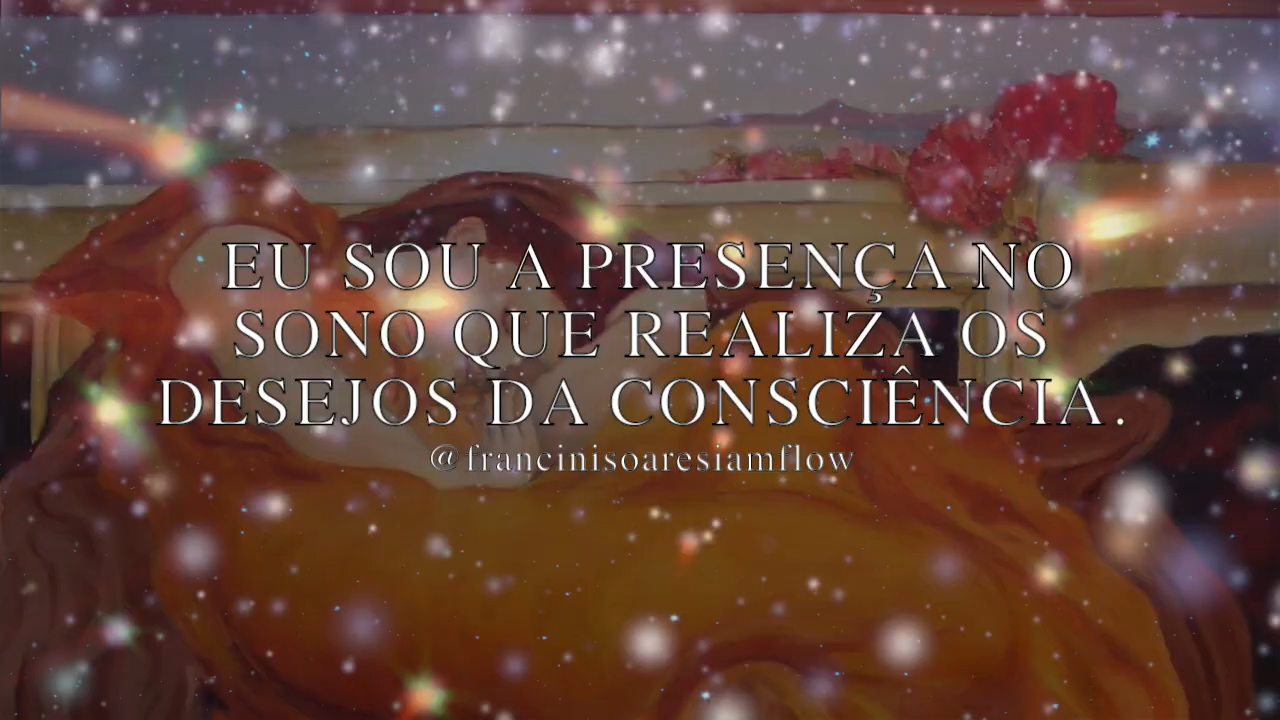 EU SOU A PRESENÇA NO
SONO QUE REALIZA OS
DESEJOS DA CONSCIÊNCIA.
@francinisoaresiamflow